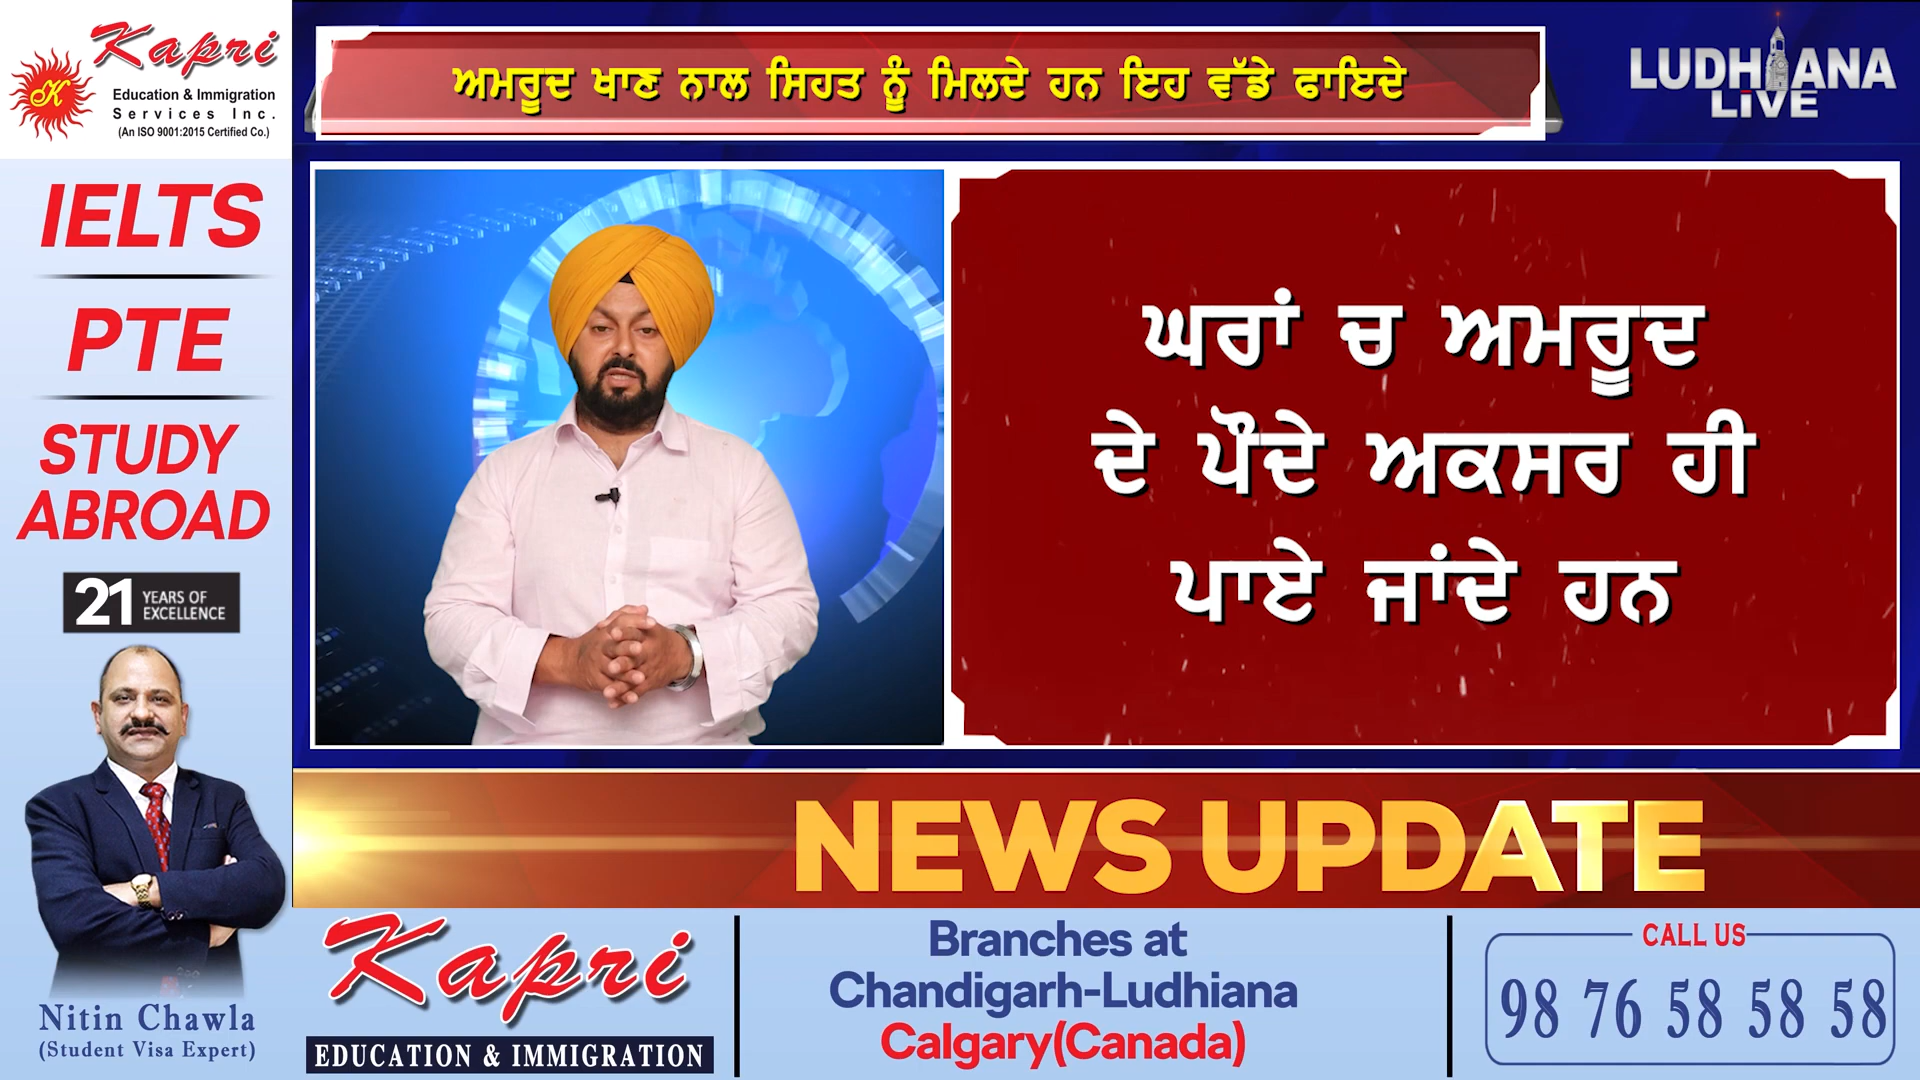 Kapri
K
Education & Immigration
Services Inc.
(An ISO 9001:2015 Certified Co.)
IELTS
PTE
STUDY
ABROAD
21 YEARS OF
EXCELLENCE
Nitin Chawla
(Student Visa Expert)
ਅਮਰੂਦ ਖਾਣ ਨਾਲ ਸਿਹਤ ਨੂੰ ਮਿਲਦੇ ਹਨ ਇਹ ਵੱਡੇ ਫਾਇਦੇ
LUDHIANA
LiVE
ਘਰਾਂ ਚ ਅਮਰੂਦ
ਦੇ ਪੌਦੇ ਅਕਸਰ ਹੀ
ਪਾਏ ਜਾਂਦੇ ਹਨ
NEWS UPDATE
Kapri
EDUCATION & IMMIGRATION
Branches at
Chandigarh-Ludhiana
Calgary(Canada)
CALL US
98 76 58 58 58